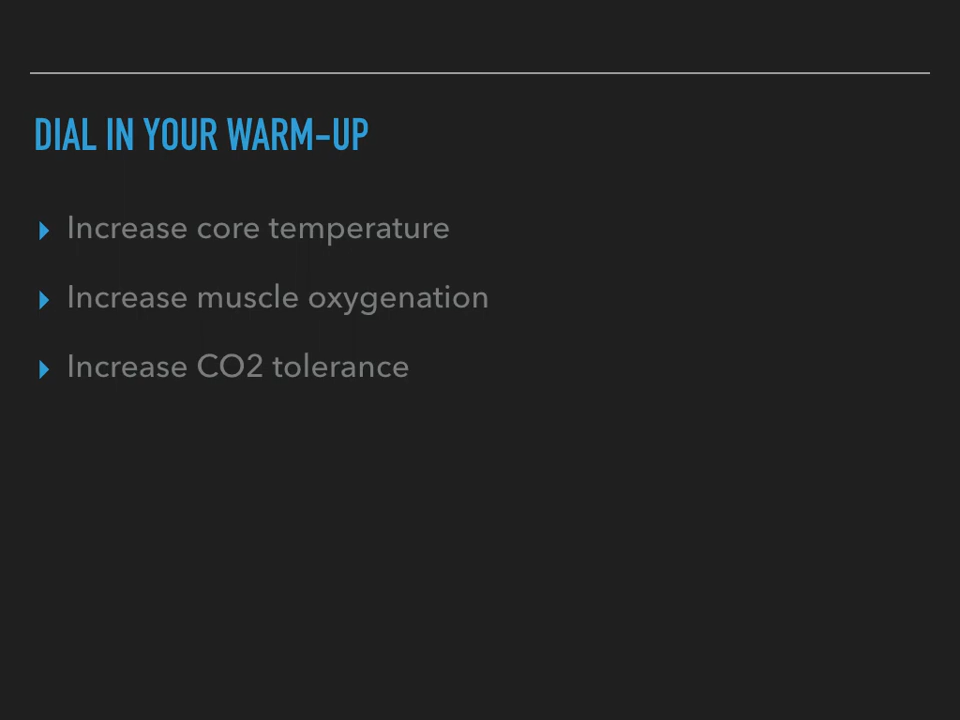 DIAL IN YOUR WARM-UP
Increase core temperature
Increase muscle oxygenation
Increase CO2 tolerance